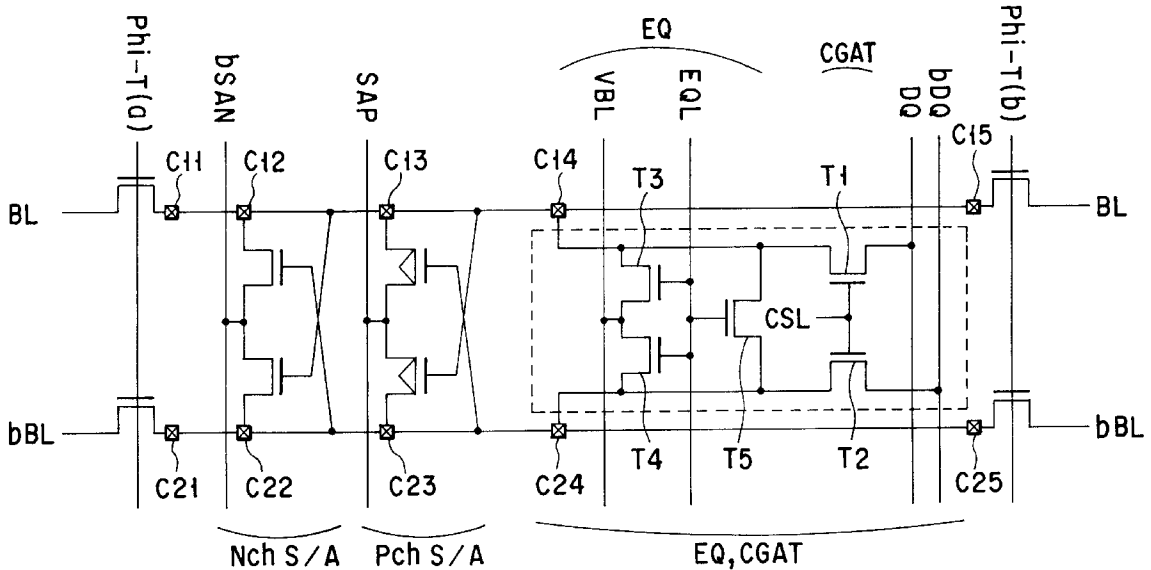 EQ
CGAT
Phi-T(a)
bSAN
SAP
VBL
EQL
DQ
bDQ
Phi-T(b)
C11
C12
C13
C14
T3
T1
C15
BL
BL
CSL
bBL
bBL
C21
C22
C23
C24
T4
T5
T2
C25
Nch S/A
Pch S/A
EQ,CGAT